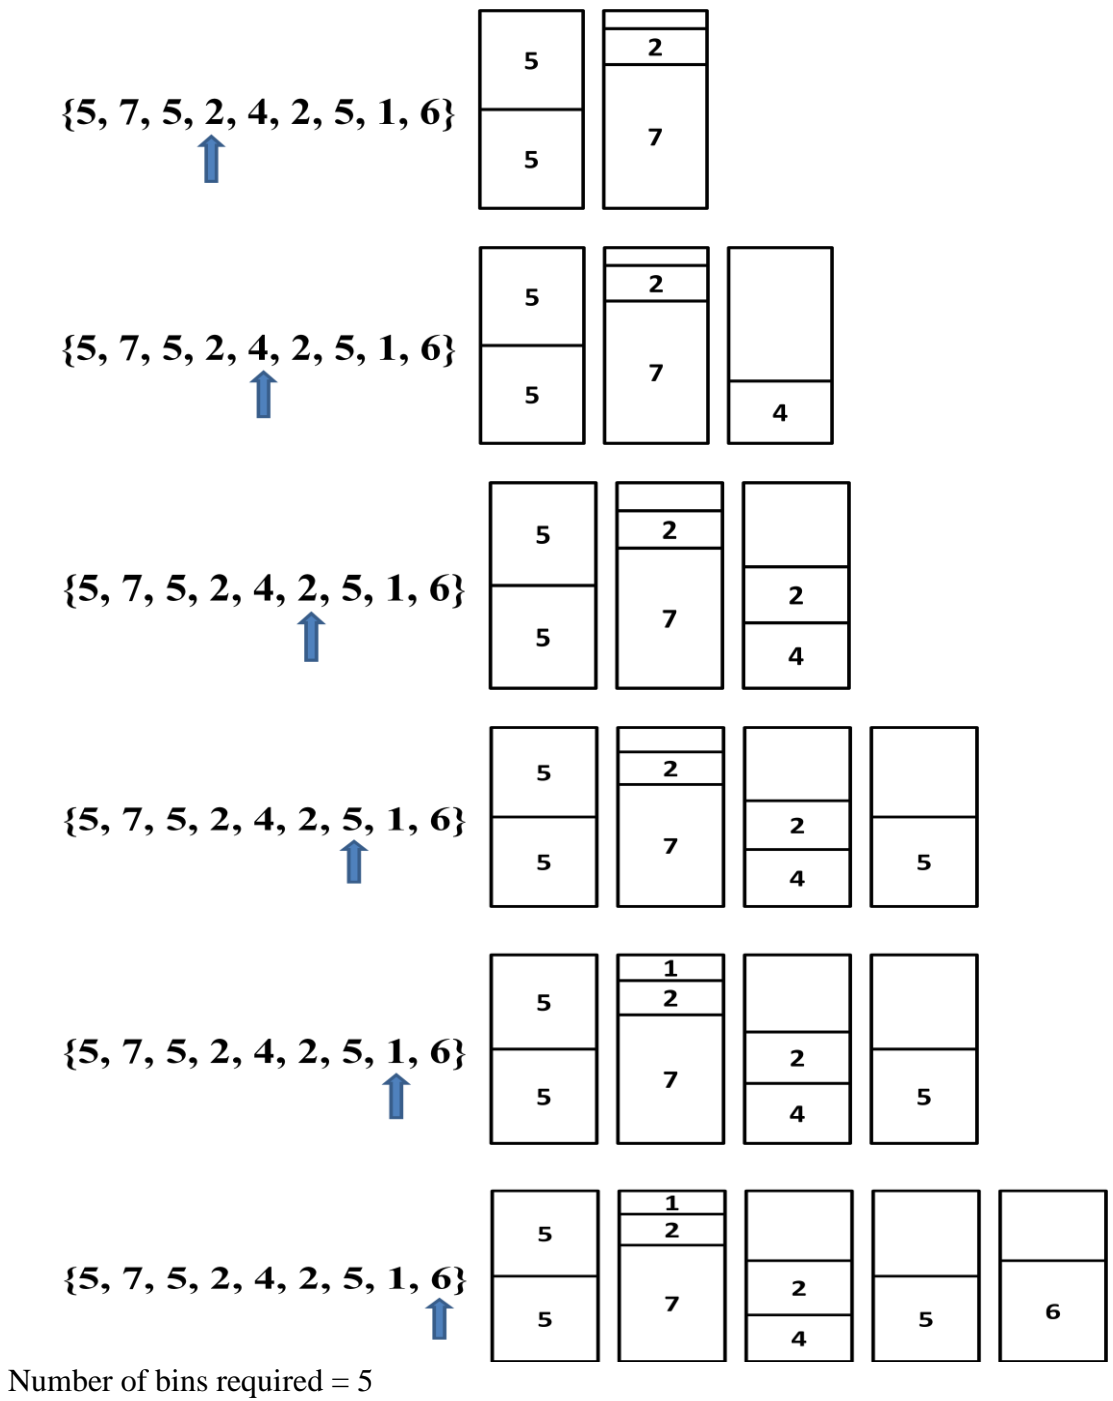 5 2
{5, 7, 5, 2, 4, 2, 5, 1, 6}
5 7
5 2
{5, 7, 5, 2, 4, 2, 5, 1, 6}
5 7 4
5 2
{5, 7, 5, 2, 4, 2, 5, 1, 6} 2
5 7 4
5 2
{5, 7, 5, 2, 4, 2, 5, 1, 6} 2
5 7 4 5
1
5 2
{5, 7, 5, 2, 4, 2, 5, 1, 6} 2
5 7 4 5
1
5 2
{5, 7, 5, 2, 4, 2, 5, 1, 6} 2
5 7 4 5 6
Number of bins required = 5